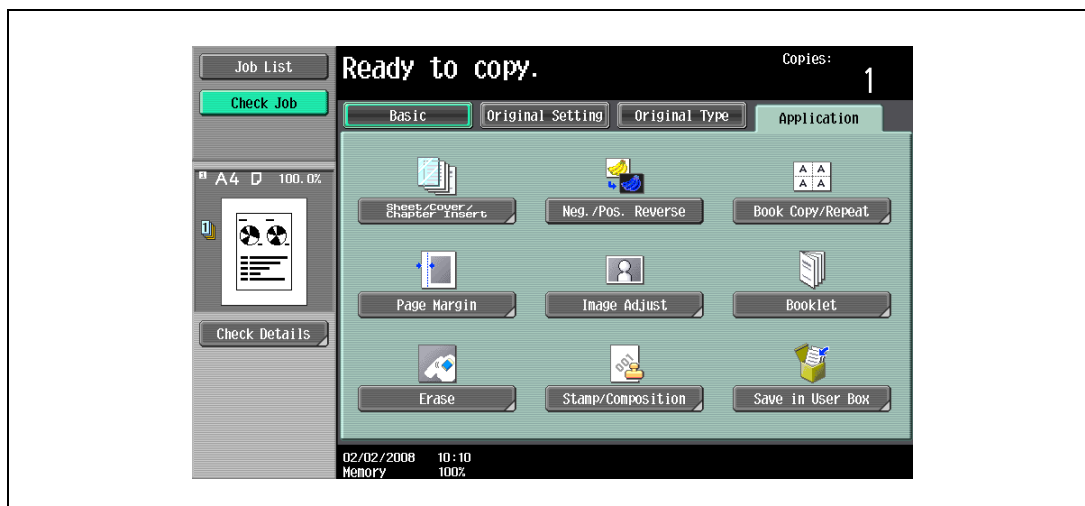 Job List
Check Job
Ready to copy.
Copies:
1
Basic
Original Setting
Original Type
Application
A4 100.0%
1
Sheet/Cover/
Chapter Insert
Neg./Pos. Reverse
A A
A A
Book Copy/Repeat
Page Margin
Image Adjust
Booklet
Check Details
001
Erase
Stamp/Composition
Save in User Box
02/02/2008 10:10
Memory 100%